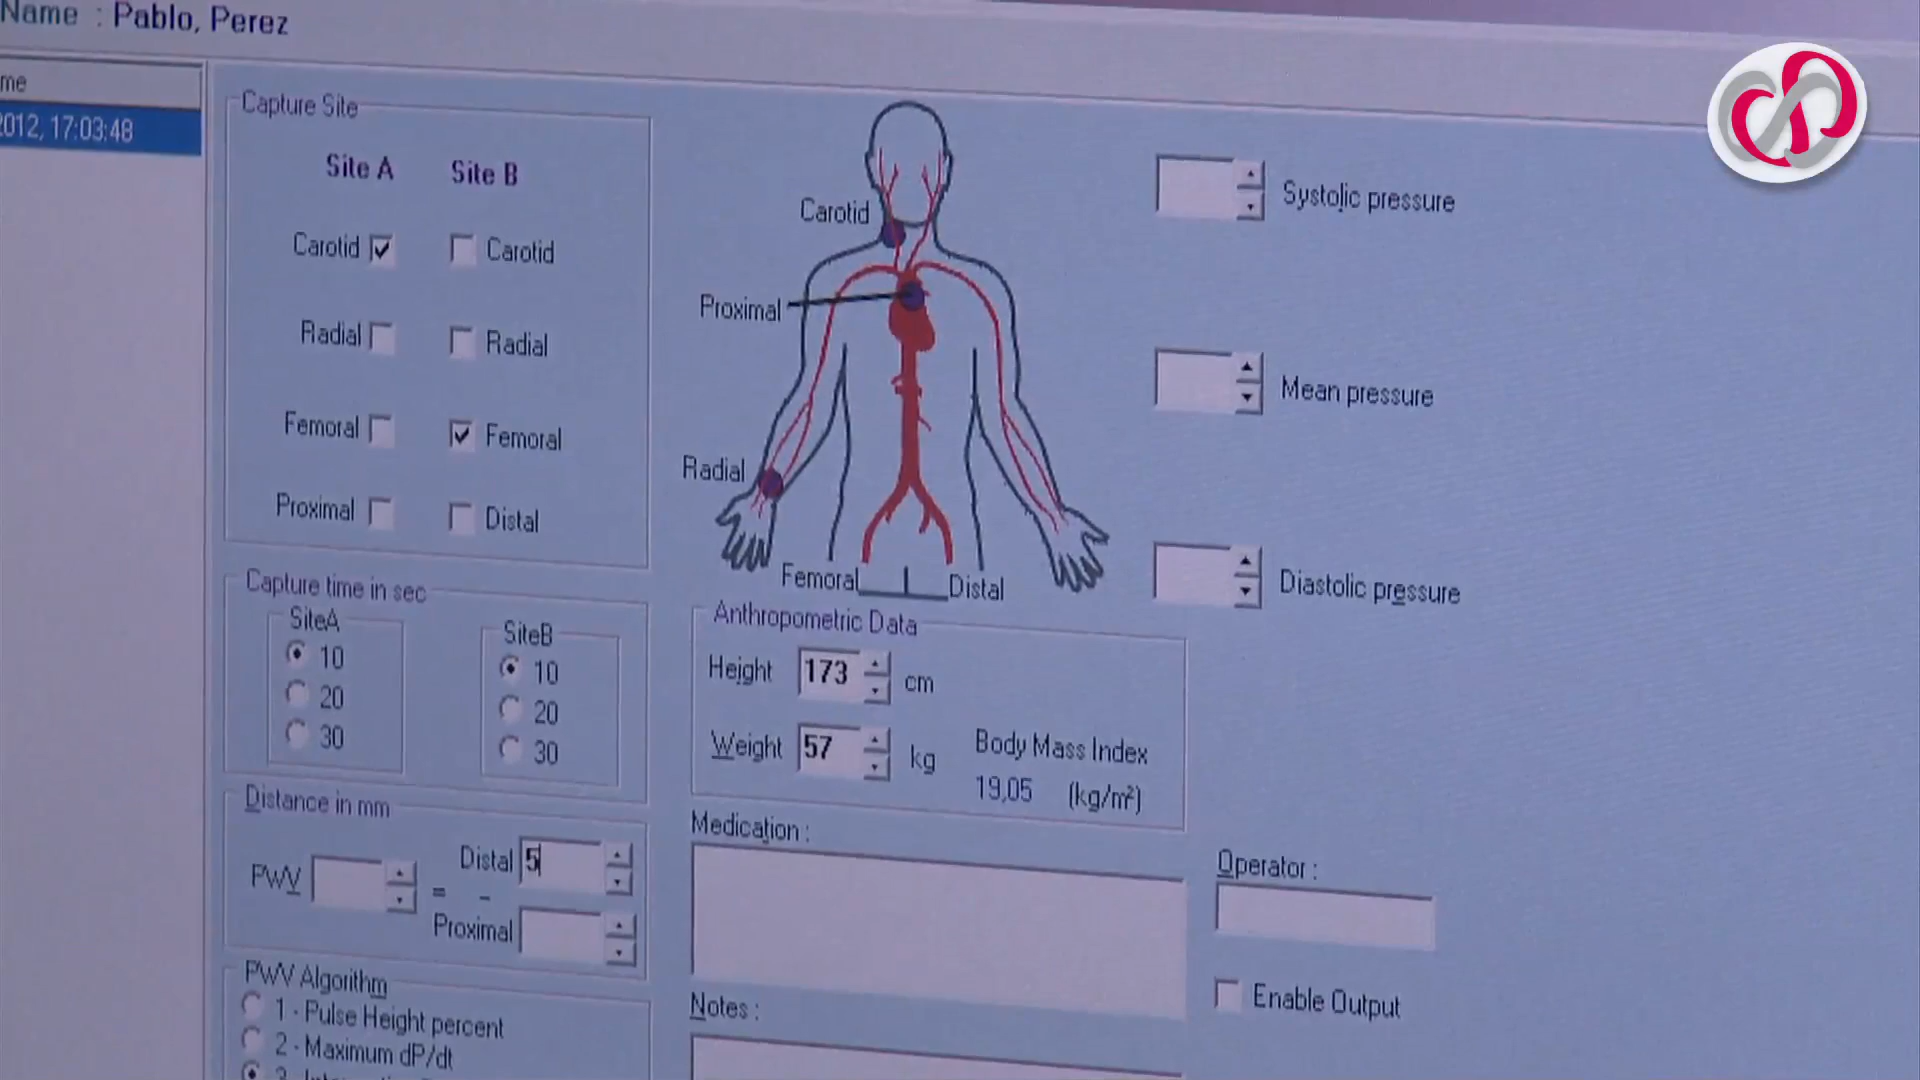 Name : Pablo, Perez
me
2012, 17:03:48
Capture Site
Site A Site B
Carotid Carotid
Radial Radial
Femoral Femoral
Proximal Distal
Carotid
Proximal
Radial
Femoral Distal
Systolic pressure
Mean pressure
Diastolic pressure
Capture time in sec
SiteA SiteB
10 10
20 20
30 30
Anthropometric Data
Height 173 cm
Weight 57 kg
Body Mass Index
19,05 (kg/m²)
Distance in mm
PWV = Distal 5
- Proximal
Medication :
Operator :
Enable Output
PWV Algorithm
1 - Pulse Height percent
2 - Maximum dP/dt
Notes :